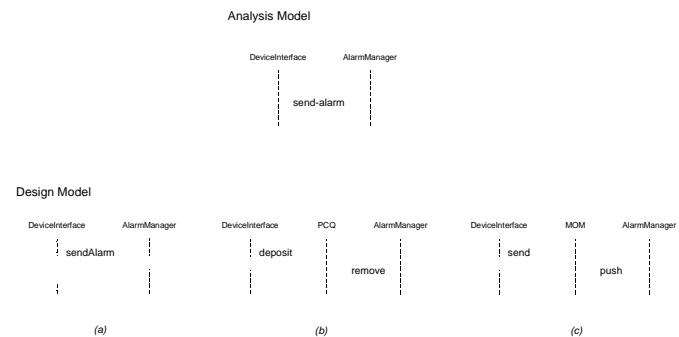 Analysis Model
DeviceInterface AlarmManager
send-alarm
Design Model
DeviceInterface AlarmManager DeviceInterface PCQ AlarmManager DeviceInterface MOM AlarmManager
sendAlarm deposit send
remove push
(a) (b) (c)